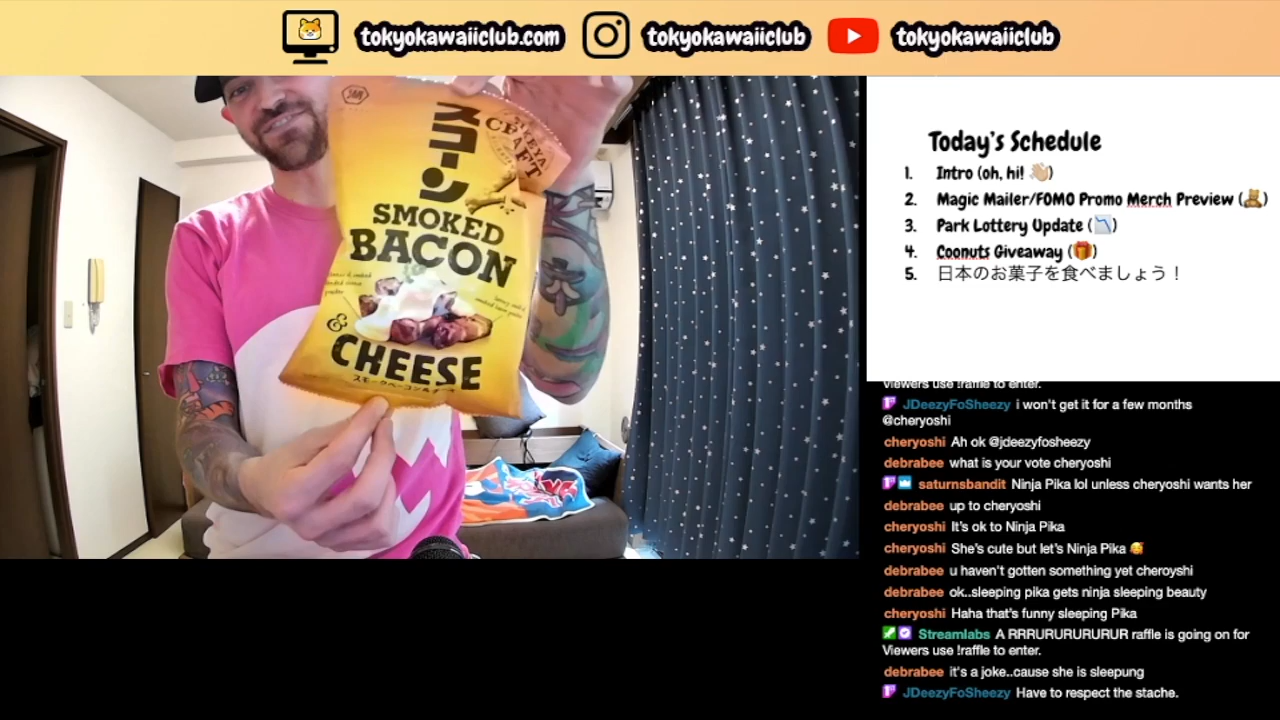 tokyokawaiiclub.com tokyokawaiiclub tokyokawaiiclub
スコーン
CRAFT
SMOKED
BACON
&
CHEESE
スモークベーコン&チーズ
Today's Schedule
1. Intro (oh, hi! 👋🏻)
2. Magic Mailer/FOMO Promo Merch Preview (🧸)
3. Park Lottery Update (📉)
4. Coonuts Giveaway (🎁)
5. 日本のお菓子を食べましょう！
Viewers use !raffle to enter.
JDeezyFoSheezy i won't get it for a few months
@cheryoshi
cheryoshi Ah ok @jdeezyfosheezy
debrabee what is your vote cheryoshi
saturnsbandit Ninja Pika lol unless cheryoshi wants her
debrabee up to cheryoshi
cheryoshi It's ok to Ninja Pika
cheryoshi She's cute but let's Ninja Pika 🥰
debrabee u haven't gotten something yet cheroyshi
debrabee ok..sleeping pika gets ninja sleeping beauty
cheryoshi Haha that's funny sleeping Pika
Streamlabs A RRRURURURURUR raffle is going on for
Viewers use !raffle to enter.
debrabee it's a joke..cause she is sleepung
JDeezyFoSheezy Have to respect the stache.